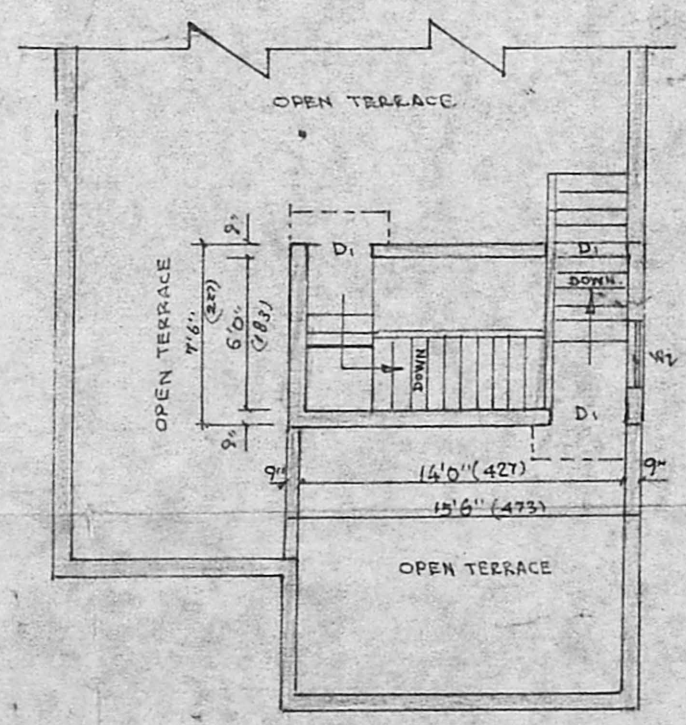 OPEN TERRACE
9"
D1
D1
DOWN.
OPEN TERRACE
7'6"
(227)
6'0"
(183)
DOWN
W2
D1
9"
9"
14'0" (427)
9"
15'6" (473)
OPEN TERRACE